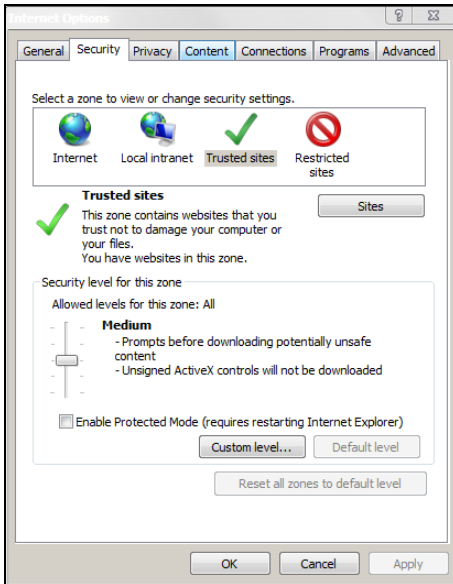 Internet Options
General Security Privacy Content Connections Programs Advanced
Select a zone to view or change security settings.
Internet Local intranet Trusted sites Restricted
sites
Trusted sites
Sites
This zone contains websites that you
trust not to damage your computer or
your files.
You have websites in this zone.
Security level for this zone
Allowed levels for this zone: All
Medium
- Prompts before downloading potentially unsafe
content
- Unsigned ActiveX controls will not be downloaded
Enable Protected Mode (requires restarting Internet Explorer)
Custom level... Default level
Reset all zones to default level
OK Cancel Apply